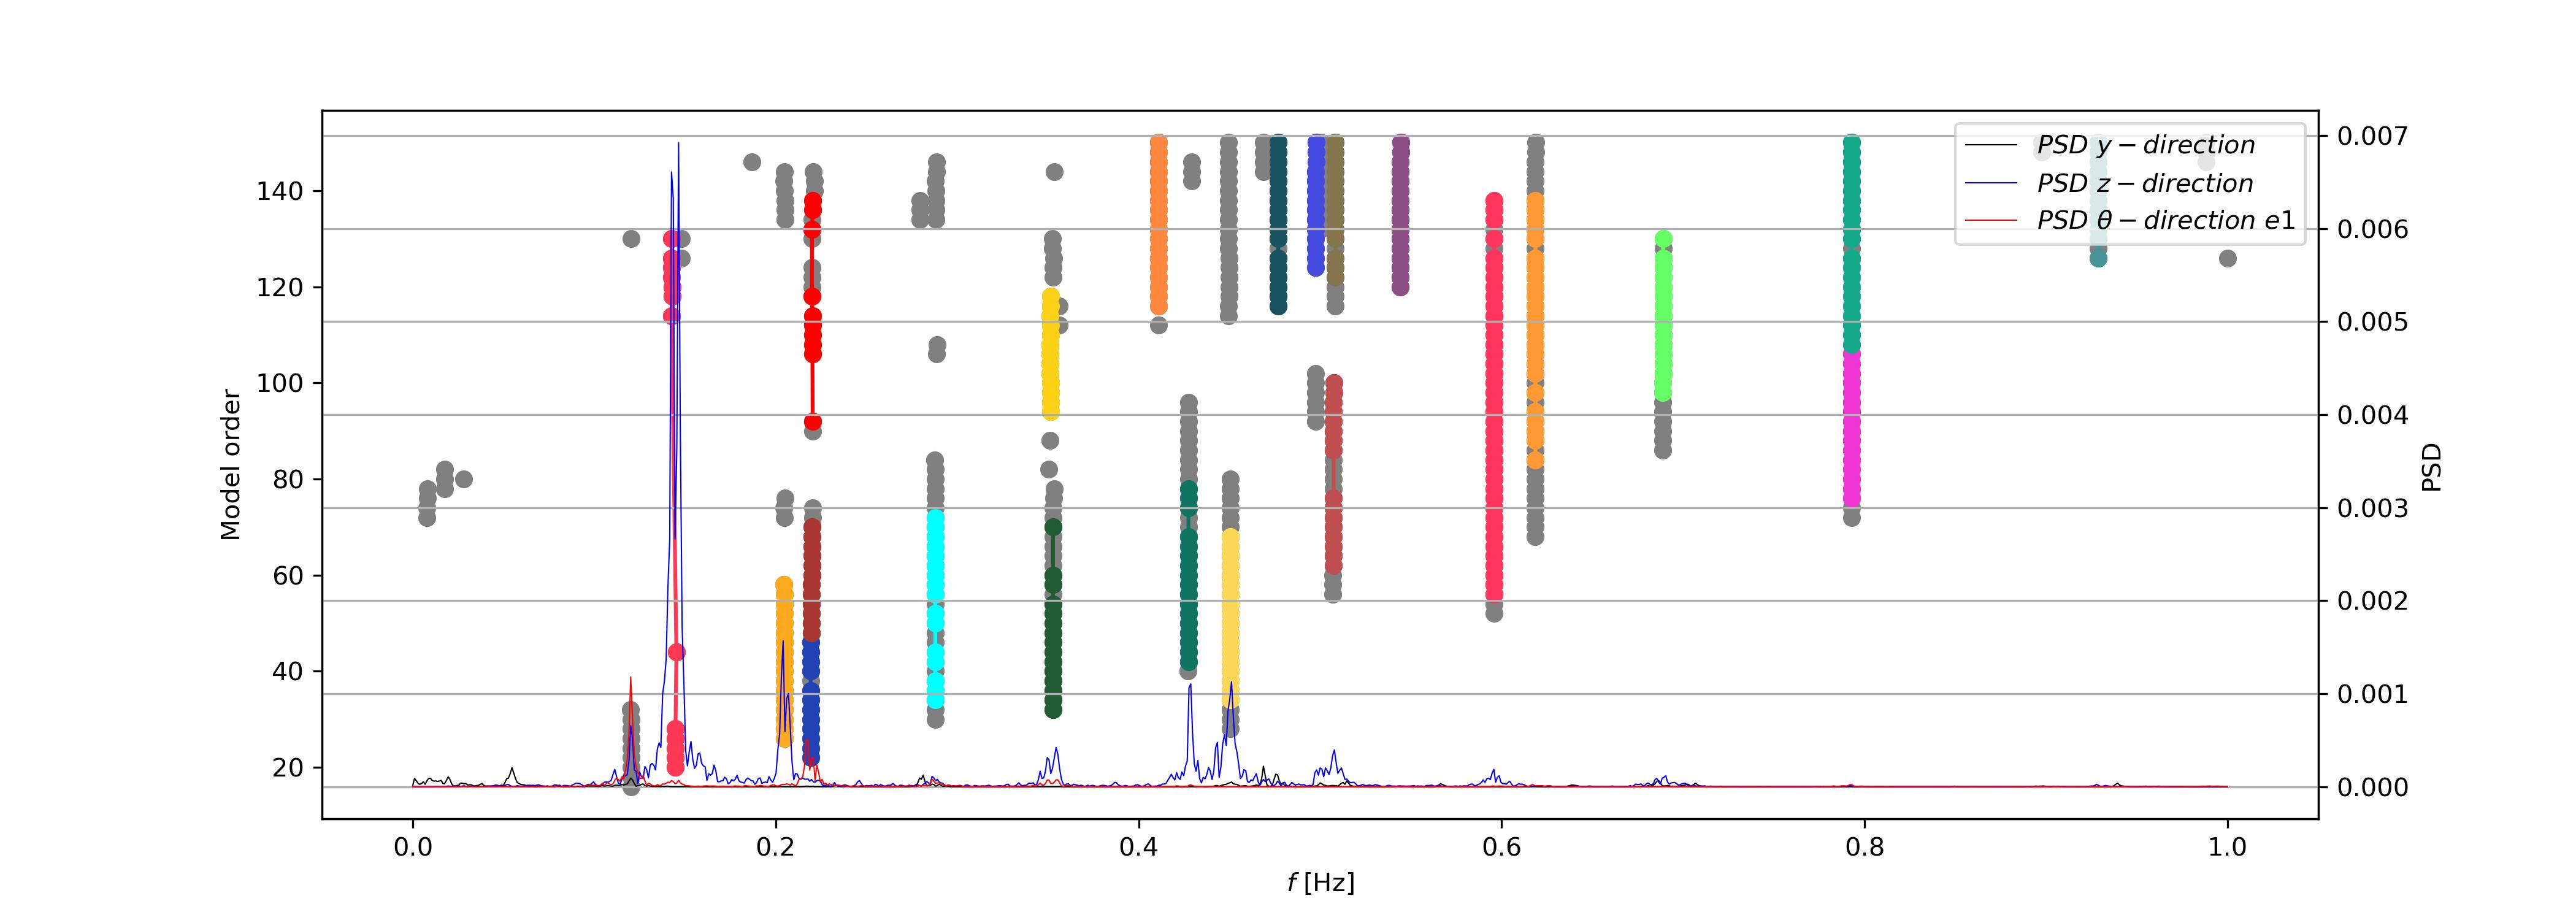 PSD y − direction
PSD z − direction
PSD θ − direction e1
Model order
140
120
100
80
60
40
20
0.007
0.006
0.005
0.004
0.003
0.002
0.001
0.000
PSD
0.0 0.2 0.4 0.6 0.8 1.0
f [Hz]